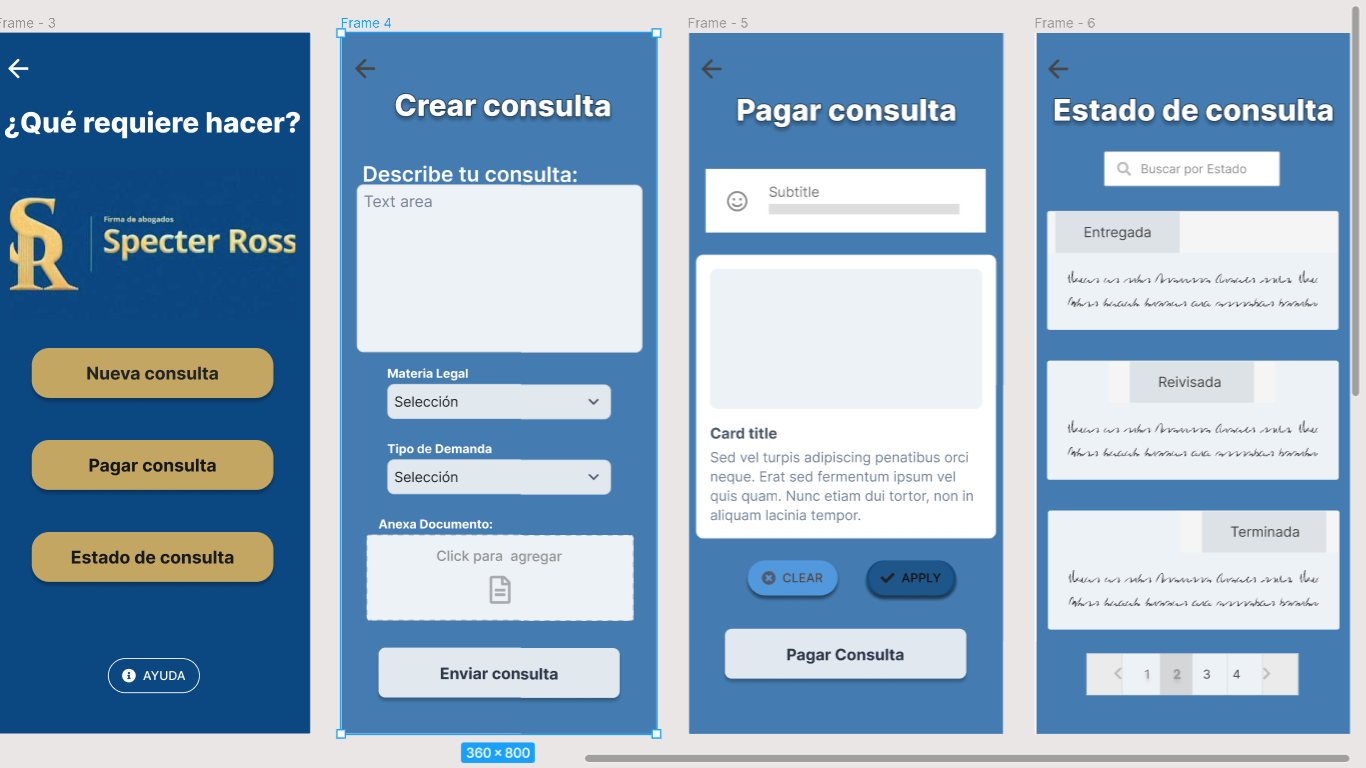 Frame - 3
¿Qué requiere hacer?
SR
Firma de abogados
Specter Ross
Nueva consulta
Pagar consulta
Estado de consulta
AYUDA
Frame 4
Crear consulta
Describe tu consulta:
Text area
Materia Legal
Selección
Tipo de Demanda
Selección
Anexa Documento:
Click para agregar
Enviar consulta
360 × 800
Frame - 5
Pagar consulta
Subtitle
Card title
Sed vel turpis adipiscing penatibus orci
neque. Erat sed fermentum ipsum vel
quis quam. Nunc etiam dui tortor, non in
aliquam lacinia tempor.
CLEAR
APPLY
Pagar Consulta
Frame - 6
Estado de consulta
Buscar por Estado
Entregada
Reivisada
Terminada
1 2 3 4